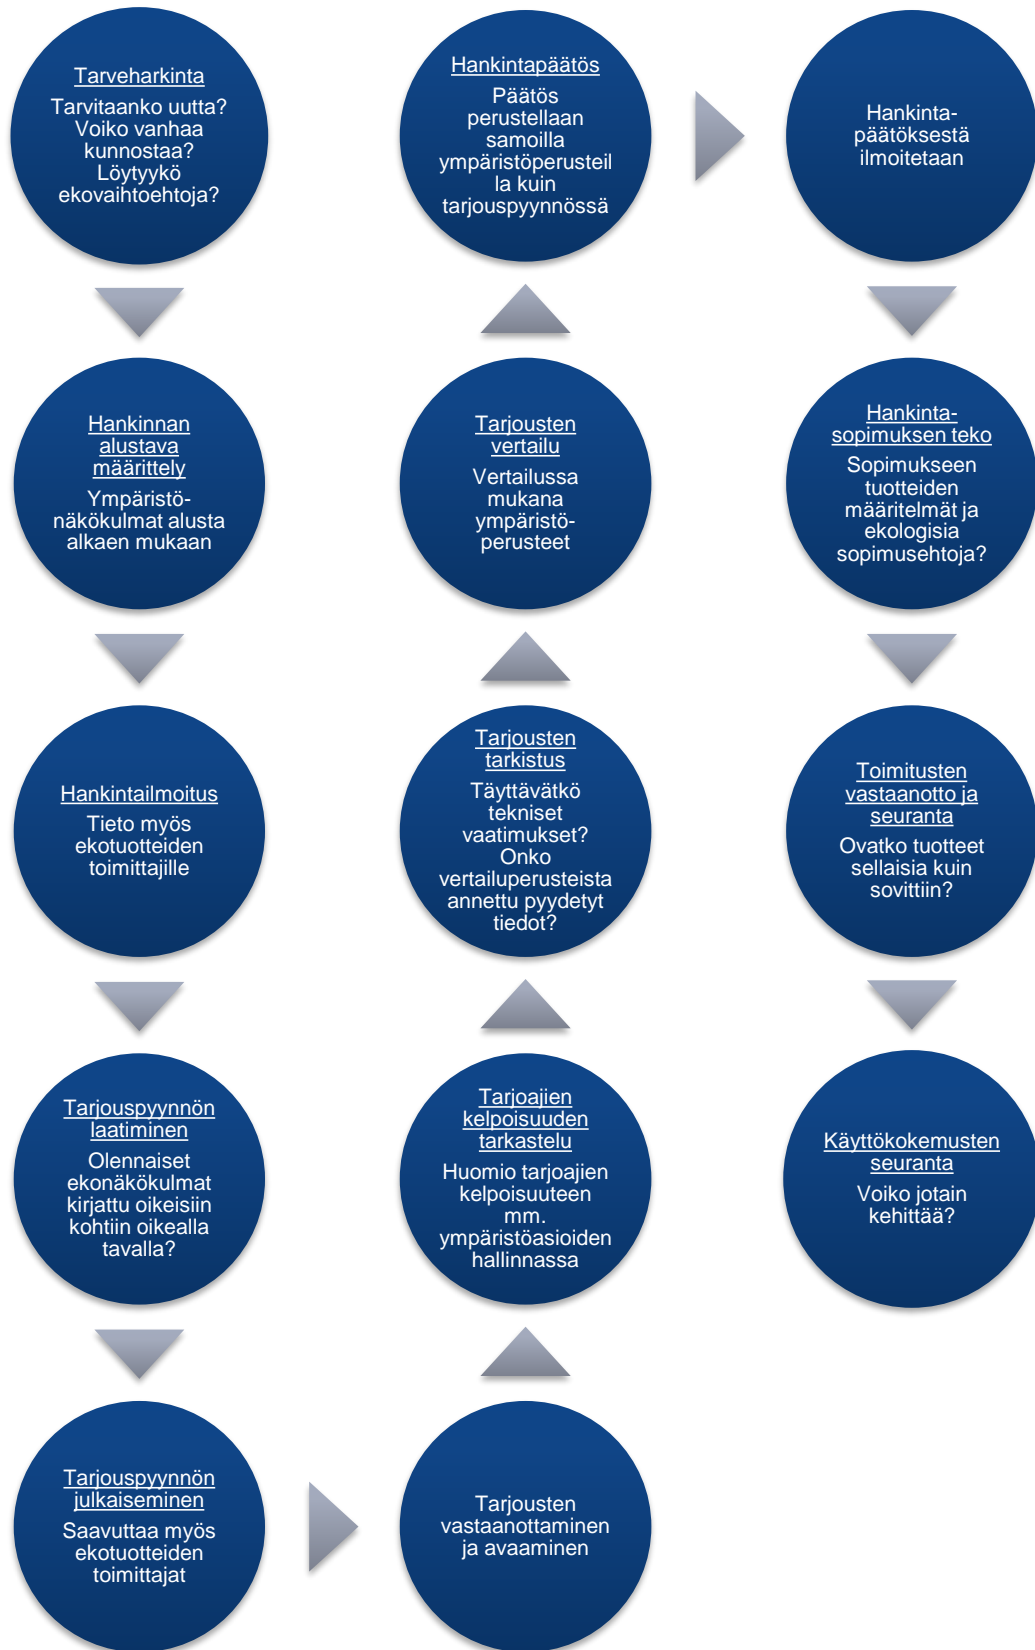 Tarveharkinta
Tarvitaanko uutta?
Voiko vanhaa
kunnostaa?
Löytyykö
ekovaihtoehtoja?
Hankinnan
alustava
määrittely
Ympäristö-
näkökulmat alusta
alkaen mukaan
Hankintailmoitus
Tieto myös
ekotuotteiden
toimittajille
Tarjouspyynnön
laatiminen
Olennaiset
ekonäkökulmat
kirjattu oikeisiin
kohtiin oikealla
tavalla?
Tarjouspyynnön
julkaiseminen
Saavuttaa myös
ekotuotteiden
toimittajat
Tarjousten
vastaanottaminen
ja avaaminen
Tarjoajien
kelpoisuuden
tarkastelu
Huomio tarjoajien
kelpoisuuteen
mm.
ympäristöasioiden
hallinnassa
Tarjousten
tarkistus
Täyttävätkö
tekniset
vaatimukset?
Onko
vertailuperusteista
annettu pyydetyt
tiedot?
Tarjousten
vertailu
Vertailussa
mukana
ympäristö-
perusteet
Hankintapäätös
Päätös
perustellaan
samoilla
ympäristöperusteil
la kuin
tarjouspyynnössä
Hankinta-
päätöksestä
ilmoitetaan
Hankinta-
sopimuksen teko
Sopimukseen
tuotteiden
määritelmät ja
ekologisia
sopimusehtoja?
Toimitusten
vastaanotto ja
seuranta
Ovatko tuotteet
sellaisia kuin
sovittiin?
Käyttökokemusten
seuranta
Voiko jotain
kehittää?